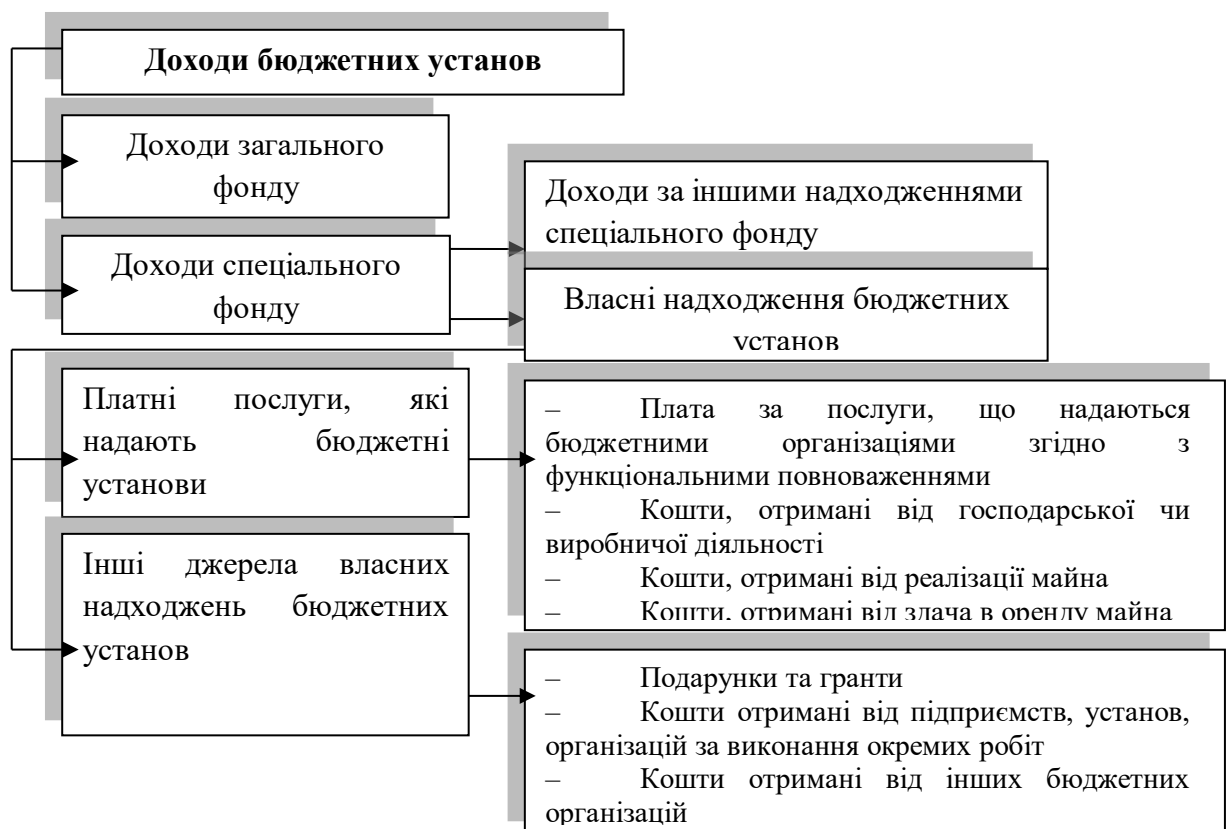 Доходи бюджетних установ
Доходи загального
фонду
Доходи за іншими надходженнями
спеціального фонду
Доходи спеціального
фонду
Власні надходження бюджетних
установ
Платні послуги, які
надають бюджетні
установи
– Плата за послуги, що надаються
бюджетними організаціями згідно з
функціональними повноваженнями
– Кошти, отримані від господарської чи
виробничої діяльності
– Кошти, отримані від реалізації майна
– Кошти, отримані від здача в оренду майна
Інші джерела власних
надходжень бюджетних
установ
– Подарунки та гранти
– Кошти отримані від підприємств, установ,
організацій за виконання окремих робіт
– Кошти отримані від інших бюджетних
організацій